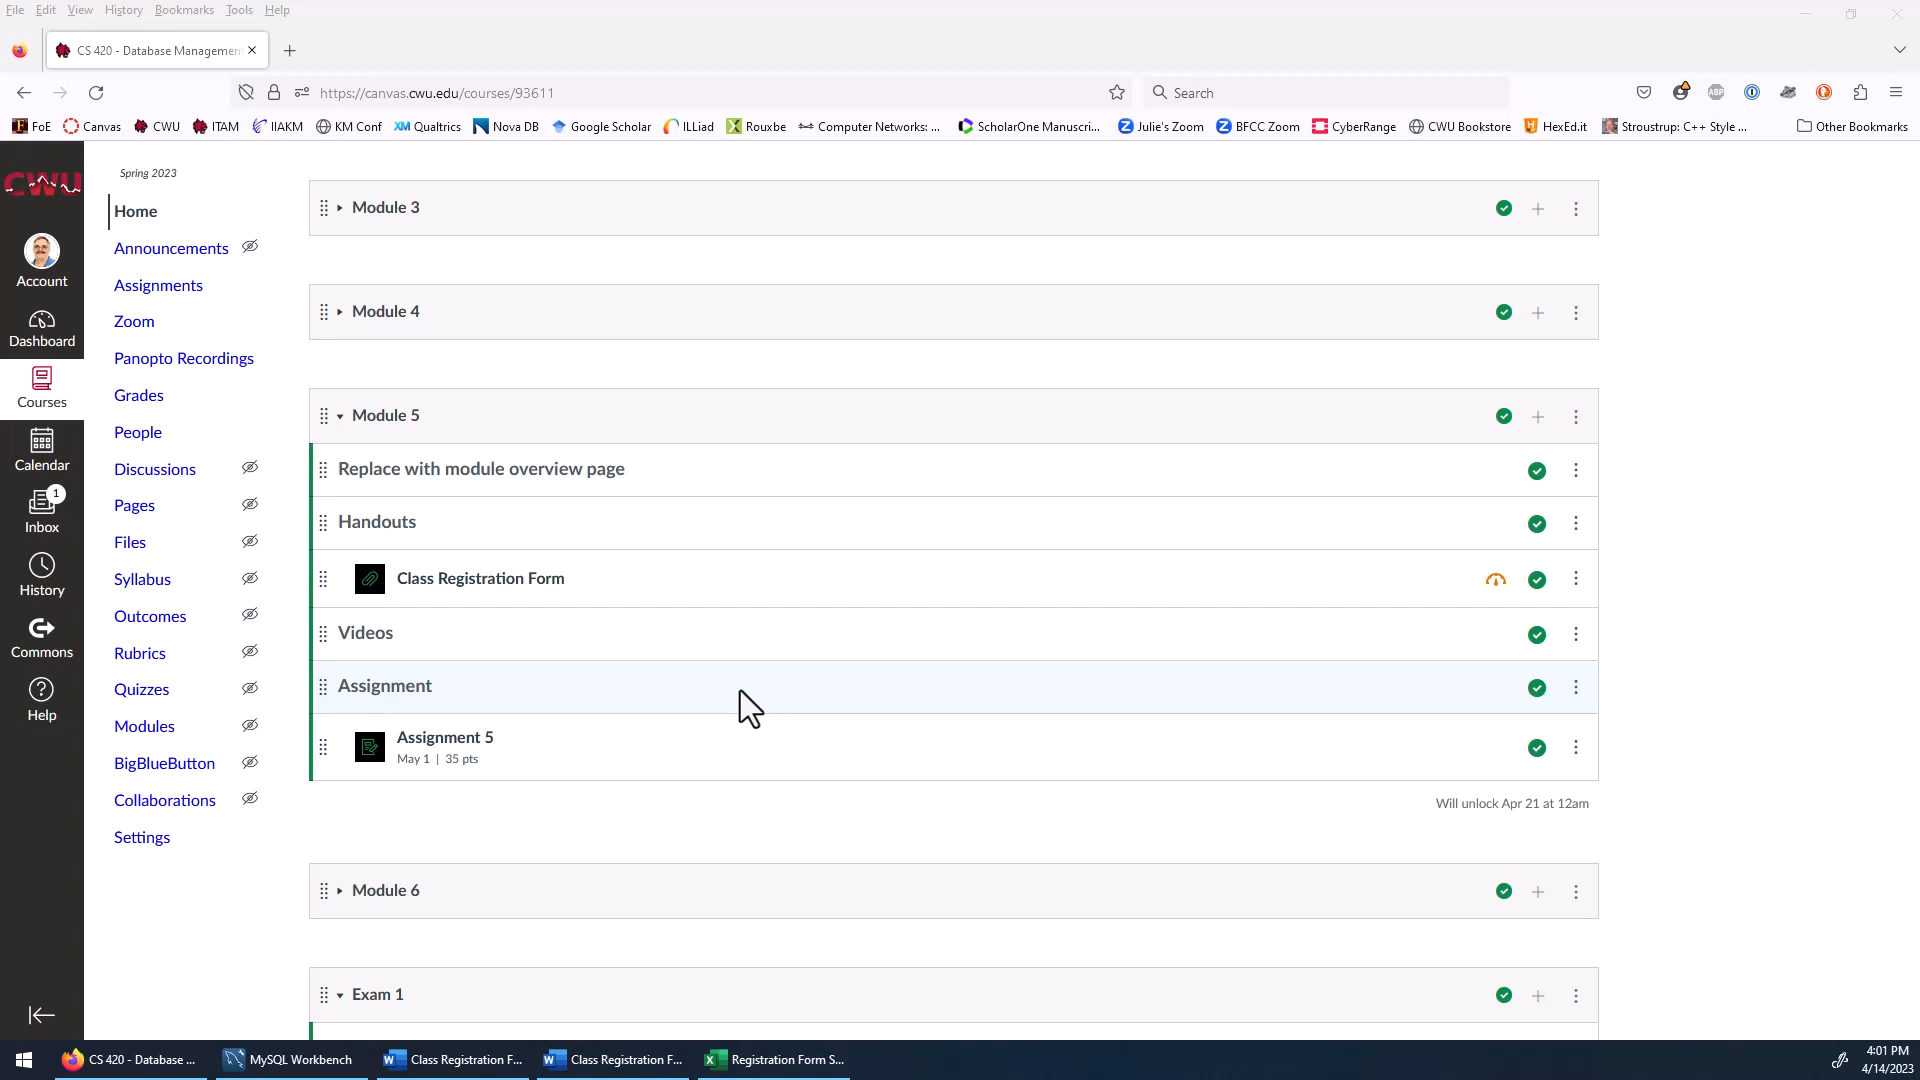 File Edit View History Bookmarks Tools Help
CS 420 - Database Managemen
https://canvas.cwu.edu/courses/93611
Search
FoE Canvas CWU ITAM IIAKM KM Conf Qualtrics Nova DB Google Scholar ILLiad Rouxbe Computer Networks: ... ScholarOne Manuscri... Julie's Zoom BFCC Zoom CyberRange CWU Bookstore HexEd.it Stroustrup: C++ Style ... Other Bookmarks
CWU
Account
Dashboard
Courses
Calendar
1
Inbox
History
Commons
Help
Spring 2023
Home
Announcements
Assignments
Zoom
Panopto Recordings
Grades
People
Discussions
Pages
Files
Syllabus
Outcomes
Rubrics
Quizzes
Modules
BigBlueButton
Collaborations
Settings
Module 3
Module 4
Module 5
Replace with module overview page
Handouts
Class Registration Form
Videos
Assignment
Assignment 5
May 1 | 35 pts
Will unlock Apr 21 at 12am
Module 6
Exam 1
CS 420 - Database ... MySQL Workbench Class Registration F... Class Registration F... Registration Form S...
4:01 PM
4/14/2023